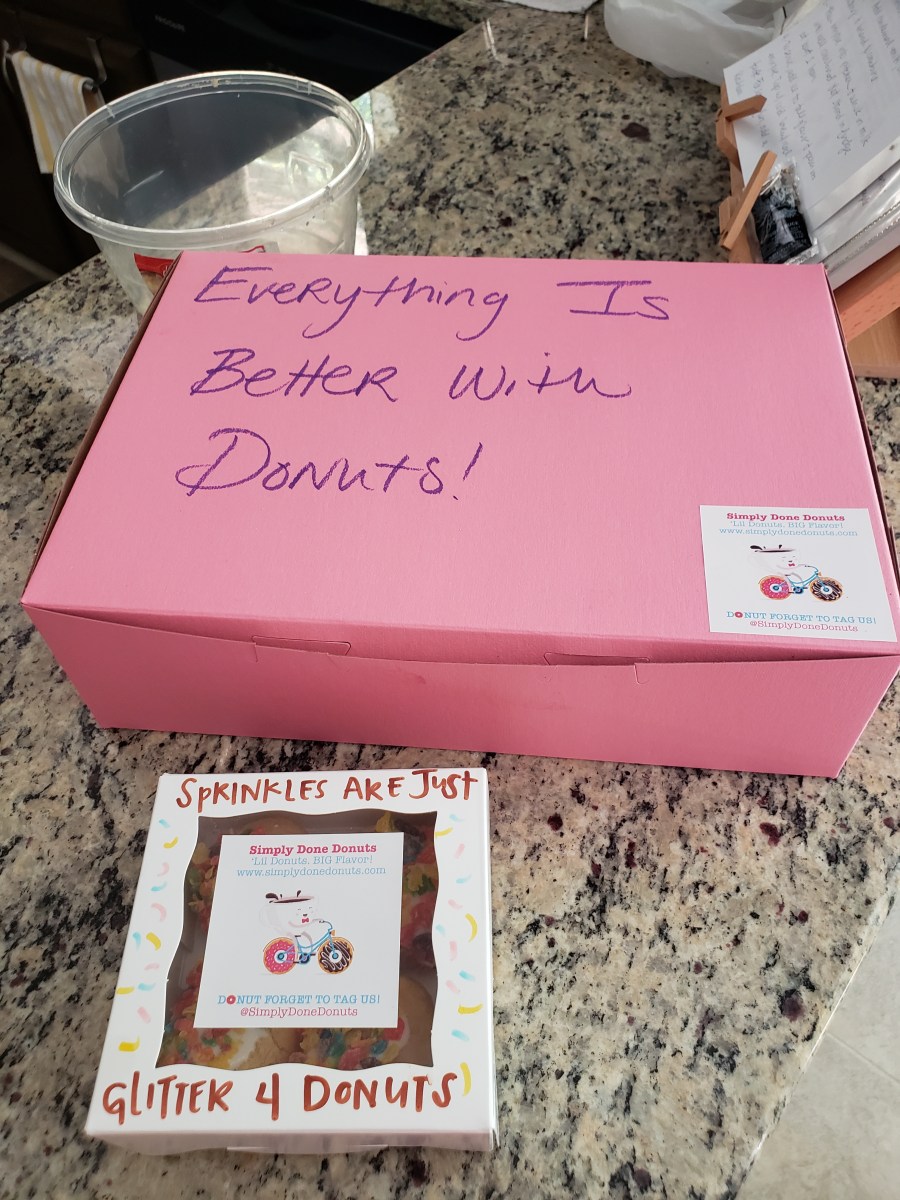 Everything Is
Better With
Donuts!
Simply Done Donuts
'Lil Donuts, BIG Flavor!
www.simplydonedonuts.com
DONUT FORGET TO TAG US!
@SimplyDoneDonuts
SPRINKLES ARE JUST
Simply Done Donuts
'Lil Donuts, BIG Flavor!
www.simplydonedonuts.com
DONUT FORGET TO TAG US!
@SimplyDoneDonuts
GLITTER 4 DONUTS